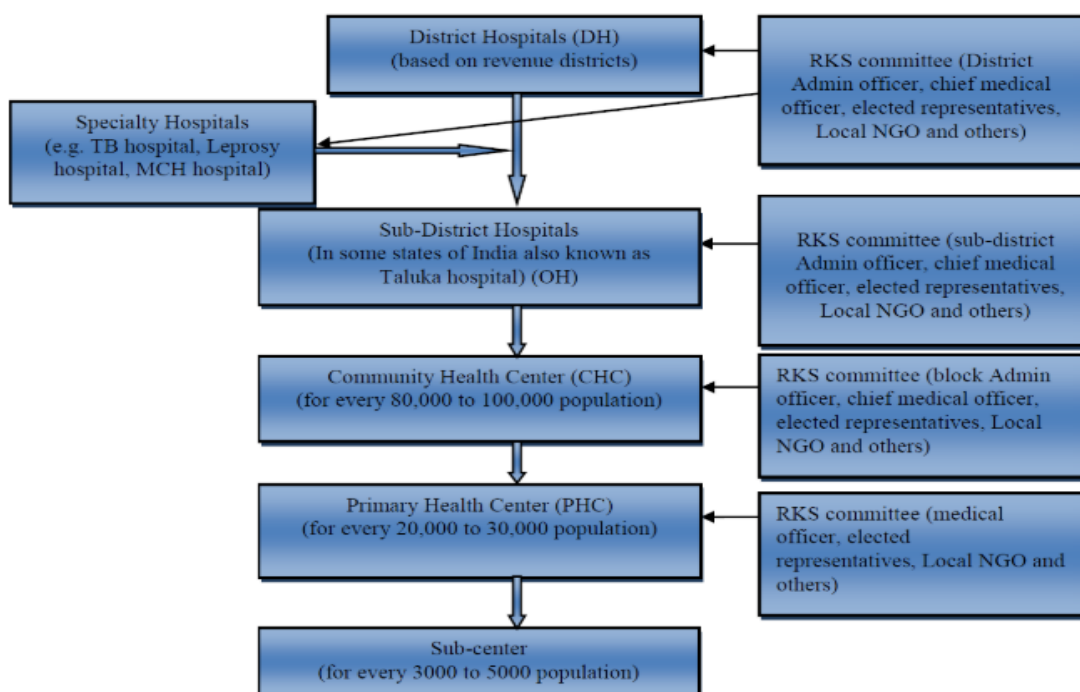 District Hospitals (DH)
(based on revenue districts)
RKS committee (District
Admin officer, chief medical
officer, elected representatives,
Local NGO and others)
Specialty Hospitals
(e.g. TB hospital, Leprosy
hospital, MCH hospital)
Sub-District Hospitals
(In some states of India also known as
Taluka hospital) (OH)
RKS committee (sub-district
Admin officer, chief medical
officer, elected representatives,
Local NGO and others)
Community Health Center (CHC)
(for every 80,000 to 100,000 population)
RKS committee (block Admin
officer, chief medical officer,
elected representatives, Local
NGO and others)
Primary Health Center (PHC)
(for every 20,000 to 30,000 population)
RKS committee (medical
officer, elected
representatives, Local NGO and
others)
Sub-center
(for every 3000 to 5000 population)